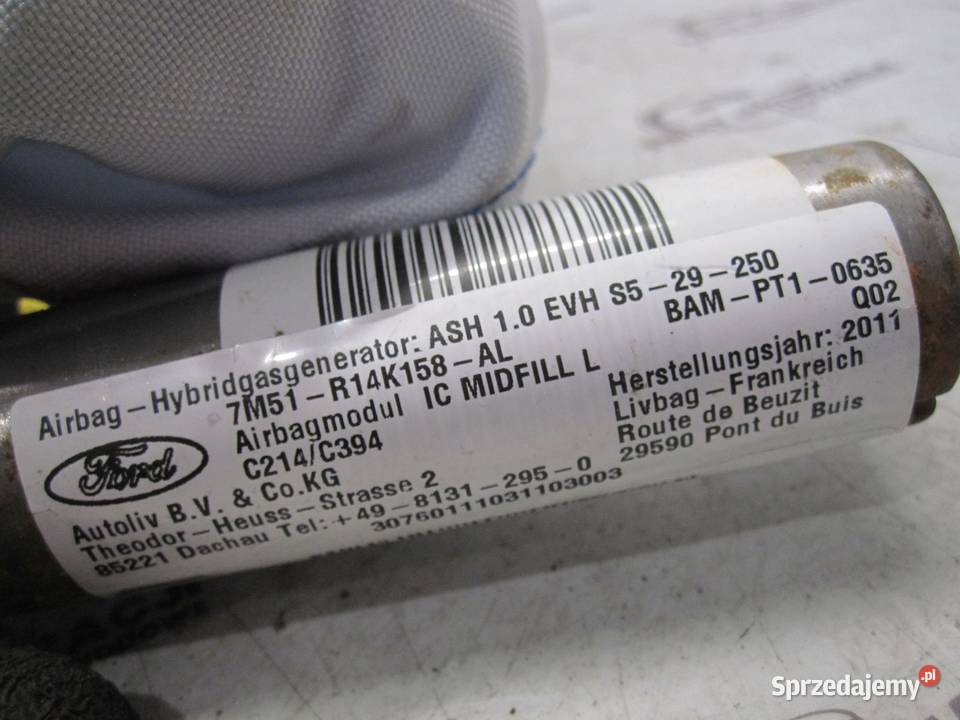 Airbag-Hybridgasgenerator: ASH 1.0 EVH S5-29-250
7M51-R14K158-AL
BAM-PT1-0635
Airbagmodul IC MIDFILL L
Q02
C214/C394
Herstellungsjahr: 2011
Ford
Autoliv B.V. & Co.KG
Livbag-Frankreich
Theodor-Heuss-Strasse 2
Route de Beuzit
85221 Dachau Tel: +49-8131-295-0
29590 Pont du Buis
307601111031103003
Sprzedajemy.pl